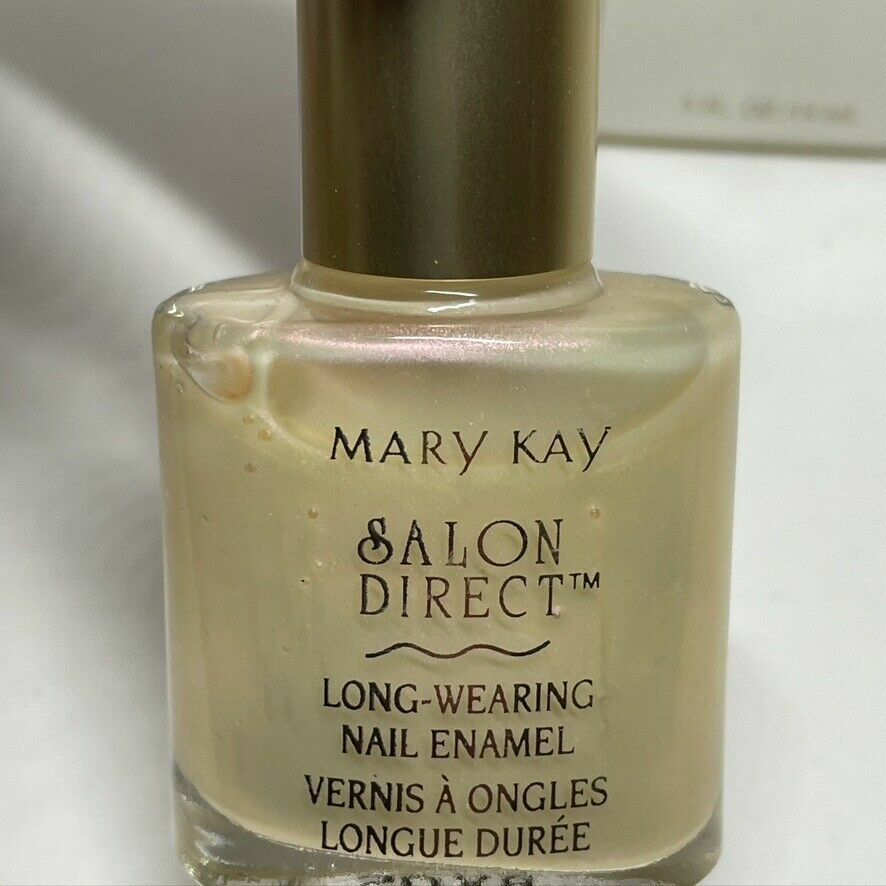 MARY KAY
SALON
DIRECT™
LONG-WEARING
NAIL ENAMEL
VERNIS À ONGLES
LONGUE DURÉE